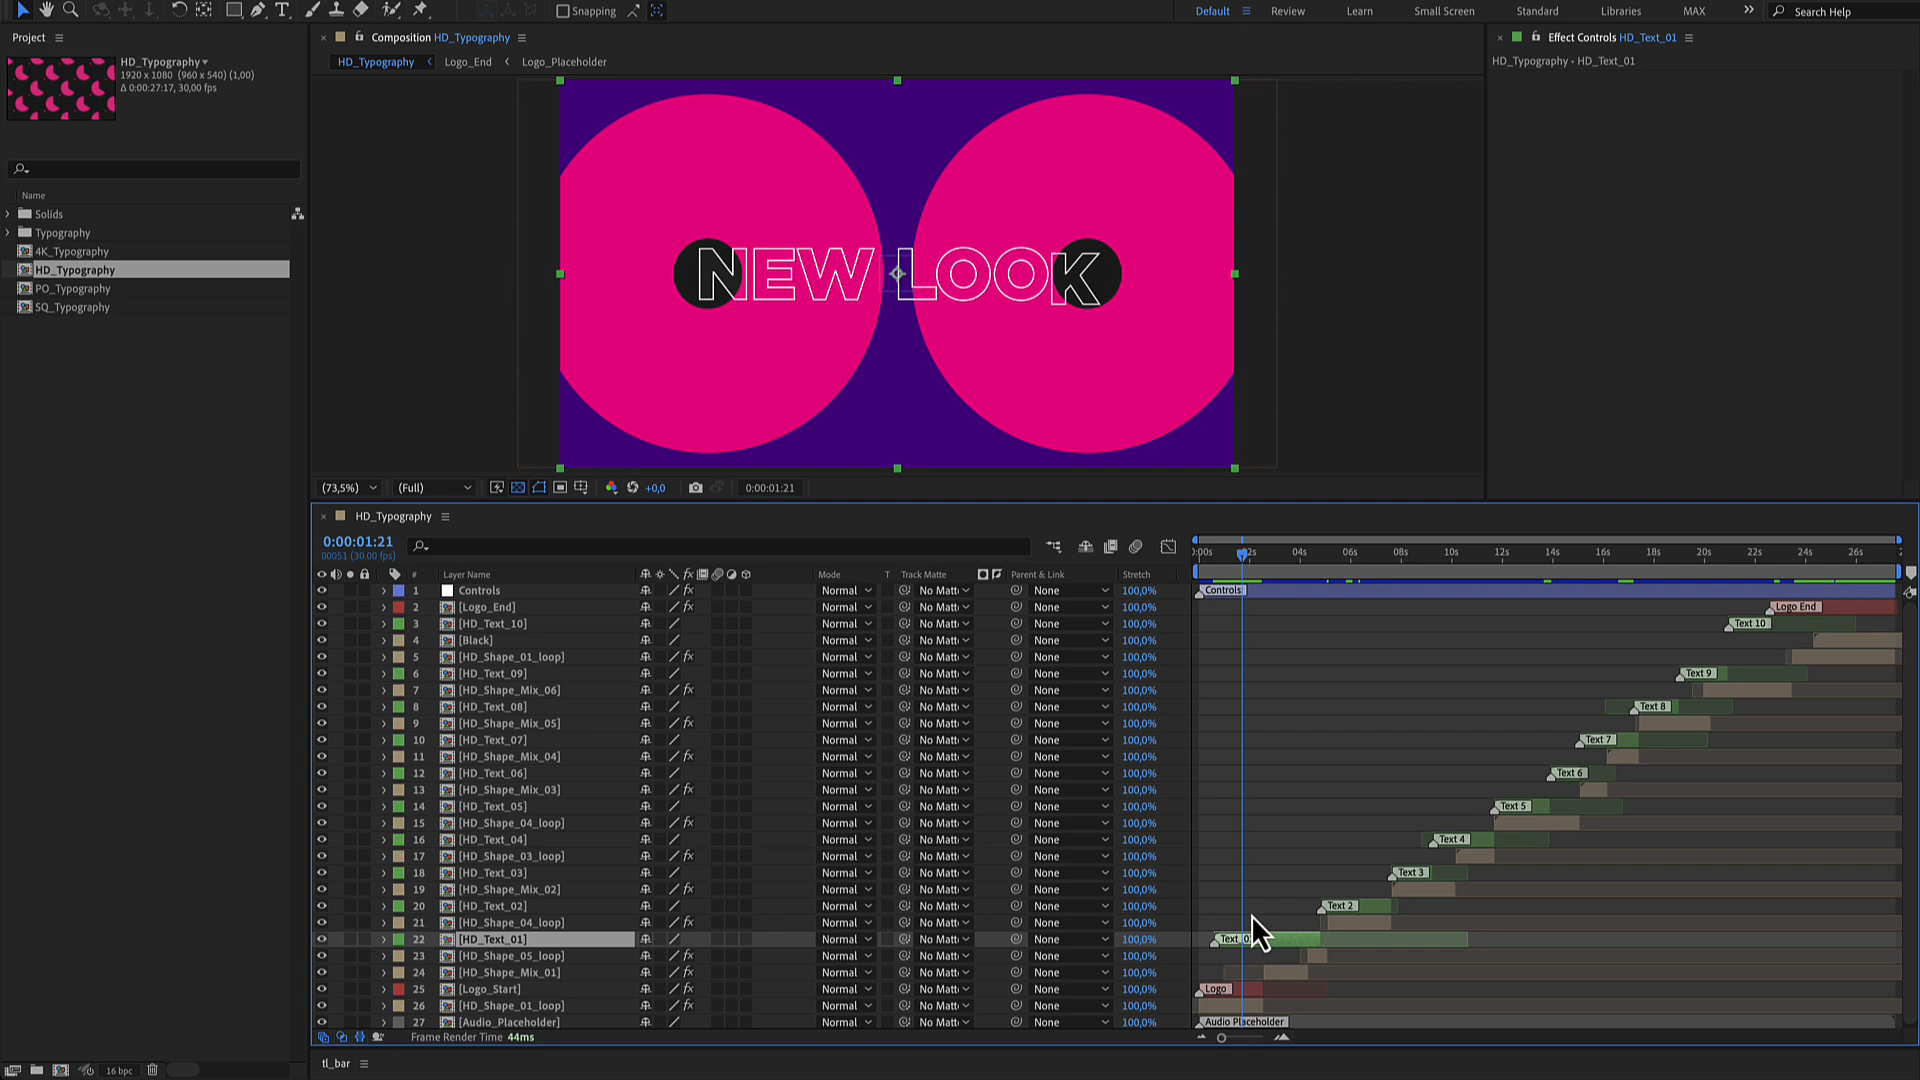 Snapping
Default
Review
Learn
Small Screen
Standard
Libraries
MAX
Search Help
Project
HD_Typography
1920 x 1080 (960 x 540) (1,00)
Δ 0:00:27:17, 30,00 fps
Name
Solids
Typography
4K_Typography
HD_Typography
PO_Typography
SQ_Typography
16 bpc
Composition HD_Typography
HD_Typography
Logo_End
Logo_Placeholder
NEW LOOK
(73,5%)
(Full)
+0,0
0:00:01:21
Effect Controls HD_Text_01
HD_Typography • HD_Text_01
HD_Typography
0:00:01:21
00051 (30.00 fps)
04s 06s 08s 10s 12s 14s 16s 18s 20s 22s 24s 26s
# Layer Name Mode T Track Matte Parent & Link Stretch
1 Controls Normal No Matt None 100,0% Controls
2 [Logo_End] Normal No Matt None 100,0% Logo End
3 [HD_Text_10] Normal No Matt None 100,0% Text 10
4 [Black] Normal No Matt None 100,0%
5 [HD_Shape_01_loop] Normal No Matt None 100,0%
6 [HD_Text_09] Normal No Matt None 100,0% Text 9
7 [HD_Shape_Mix_06] Normal No Matt None 100,0%
8 [HD_Text_08] Normal No Matt None 100,0% Text 8
9 [HD_Shape_Mix_05] Normal No Matt None 100,0%
10 [HD_Text_07] Normal No Matt None 100,0% Text 7
11 [HD_Shape_Mix_04] Normal No Matt None 100,0%
12 [HD_Text_06] Normal No Matt None 100,0% Text 6
13 [HD_Shape_Mix_03] Normal No Matt None 100,0%
14 [HD_Text_05] Normal No Matt None 100,0% Text 5
15 [HD_Shape_04_loop] Normal No Matt None 100,0%
16 [HD_Text_04] Normal No Matt None 100,0% Text 4
17 [HD_Shape_03_loop] Normal No Matt None 100,0%
18 [HD_Text_03] Normal No Matt None 100,0% Text 3
19 [HD_Shape_Mix_02] Normal No Matt None 100,0%
20 [HD_Text_02] Normal No Matt None 100,0% Text 2
21 [HD_Shape_04_loop] Normal No Matt None 100,0%
22 [HD_Text_01] Normal No Matt None 100,0% Text
23 [HD_Shape_05_loop] Normal No Matt None 100,0%
24 [HD_Shape_Mix_01] Normal No Matt None 100,0%
25 [Logo_Start] Normal No Matt None 100,0% Logo
26 [HD_Shape_01_loop] Normal No Matt None 100,0%
27 [Audio_Placeholder] Normal No Matt None 100,0% Audio Placeholder
Frame Render Time 44ms
tl_bar